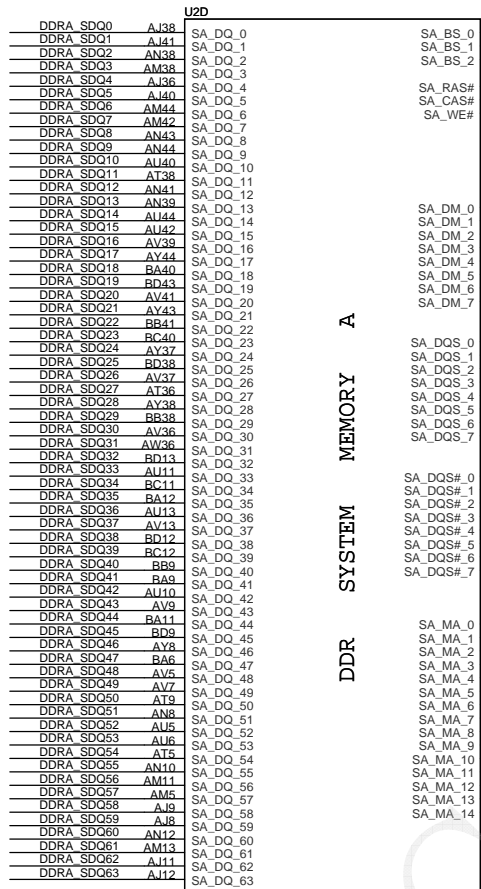 U2D
DDRA_SDQ0 AJ38 SA_DQ_0 SA_BS_0
DDRA_SDQ1 AJ41 SA_DQ_1 SA_BS_1
DDRA_SDQ2 AN38 SA_DQ_2 SA_BS_2
DDRA_SDQ3 AM38 SA_DQ_3
DDRA_SDQ4 AJ36 SA_DQ_4 SA_RAS#
DDRA_SDQ5 AJ40 SA_DQ_5 SA_CAS#
DDRA_SDQ6 AM44 SA_DQ_6 SA_WE#
DDRA_SDQ7 AM42 SA_DQ_7
DDRA_SDQ8 AN43 SA_DQ_8
DDRA_SDQ9 AN44 SA_DQ_9
DDRA_SDQ10 AU40 SA_DQ_10
DDRA_SDQ11 AT38 SA_DQ_11
DDRA_SDQ12 AN41 SA_DQ_12
DDRA_SDQ13 AN39 SA_DQ_13 SA_DM_0
DDRA_SDQ14 AU44 SA_DQ_14 SA_DM_1
DDRA_SDQ15 AU42 SA_DQ_15 SA_DM_2
DDRA_SDQ16 AV39 SA_DQ_16 SA_DM_3
DDRA_SDQ17 AY44 SA_DQ_17 SA_DM_4
DDRA_SDQ18 BA40 SA_DQ_18 SA_DM_5
DDRA_SDQ19 BD43 SA_DQ_19 SA_DM_6
DDRA_SDQ20 AV41 SA_DQ_20 SA_DM_7
DDRA_SDQ21 AY43 SA_DQ_21
DDRA_SDQ22 BB41 SA_DQ_22
DDRA_SDQ23 BC40 SA_DQ_23 SA_DQS_0
DDRA_SDQ24 AY37 SA_DQ_24 SA_DQS_1
DDRA_SDQ25 BD38 SA_DQ_25 SA_DQS_2
DDRA_SDQ26 AV37 SA_DQ_26 SA_DQS_3
DDRA_SDQ27 AT36 SA_DQ_27 SA_DQS_4
DDRA_SDQ28 AY38 SA_DQ_28 SA_DQS_5
DDRA_SDQ29 BB38 SA_DQ_29 SA_DQS_6
DDRA_SDQ30 AV36 SA_DQ_30 SA_DQS_7
DDRA_SDQ31 AW36 SA_DQ_31
DDRA_SDQ32 BD13 SA_DQ_32
DDRA_SDQ33 AU11 SA_DQ_33 SA_DQS#_0
DDRA_SDQ34 BC11 SA_DQ_34 SA_DQS#_1
DDRA_SDQ35 BA12 SA_DQ_35 SA_DQS#_2
DDRA_SDQ36 AU13 SA_DQ_36 SA_DQS#_3
DDRA_SDQ37 AV13 SA_DQ_37 SA_DQS#_4
DDRA_SDQ38 BD12 SA_DQ_38 SA_DQS#_5
DDRA_SDQ39 BC12 SA_DQ_39 SA_DQS#_6
DDRA_SDQ40 BB9 SA_DQ_40 SA_DQS#_7
DDRA_SDQ41 BA9 SA_DQ_41
DDRA_SDQ42 AU10 SA_DQ_42
DDRA_SDQ43 AV9 SA_DQ_43
DDRA_SDQ44 BA11 SA_DQ_44 SA_MA_0
DDRA_SDQ45 BD9 SA_DQ_45 SA_MA_1
DDRA_SDQ46 AY8 SA_DQ_46 SA_MA_2
DDRA_SDQ47 BA6 SA_DQ_47 SA_MA_3
DDRA_SDQ48 AV5 SA_DQ_48 SA_MA_4
DDRA_SDQ49 AV7 SA_DQ_49 SA_MA_5
DDRA_SDQ50 AT9 SA_DQ_50 SA_MA_6
DDRA_SDQ51 AN8 SA_DQ_51 SA_MA_7
DDRA_SDQ52 AU5 SA_DQ_52 SA_MA_8
DDRA_SDQ53 AU6 SA_DQ_53 SA_MA_9
DDRA_SDQ54 AT5 SA_DQ_54 SA_MA_10
DDRA_SDQ55 AN10 SA_DQ_55 SA_MA_11
DDRA_SDQ56 AM11 SA_DQ_56 SA_MA_12
DDRA_SDQ57 AM5 SA_DQ_57 SA_MA_13
DDRA_SDQ58 AJ9 SA_DQ_58 SA_MA_14
DDRA_SDQ59 AJ8 SA_DQ_59
DDRA_SDQ60 AN12 SA_DQ_60
DDRA_SDQ61 AM13 SA_DQ_61
DDRA_SDQ62 AJ11 SA_DQ_62
DDRA_SDQ63 AJ12 SA_DQ_63
DDR SYSTEM MEMORY A